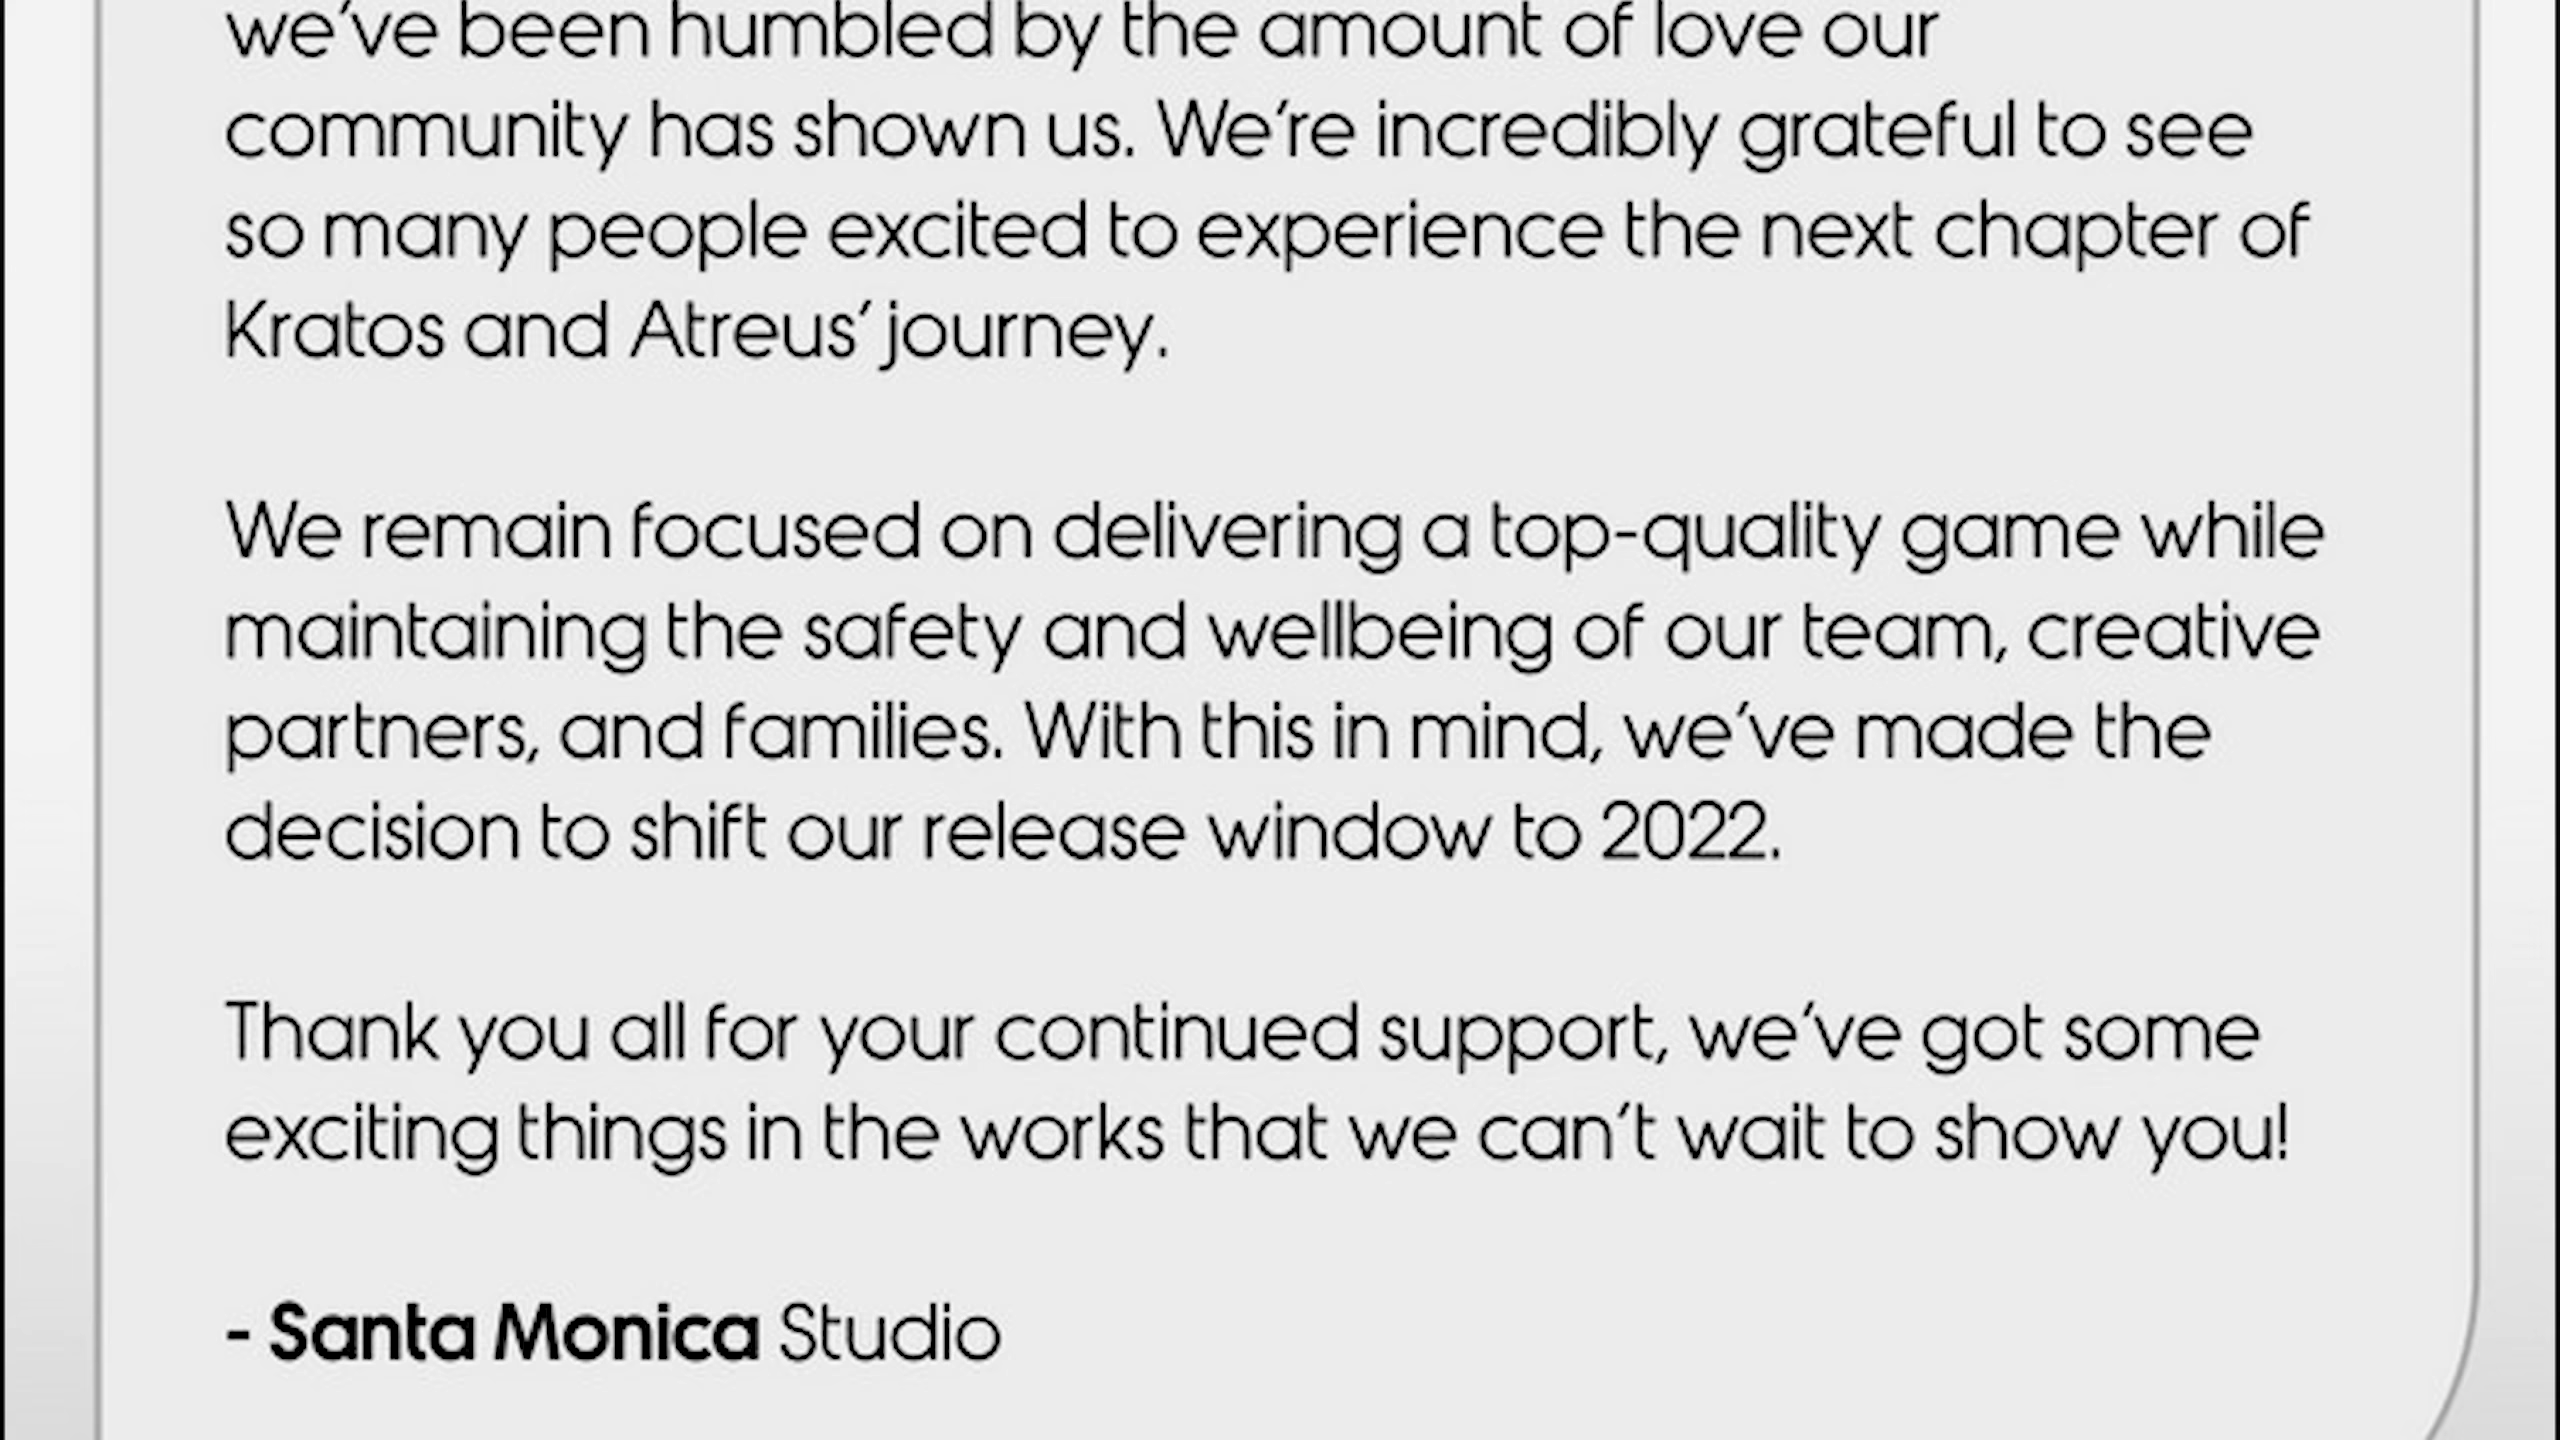 we've been humbled by the amount of love our
community has shown us. We're incredibly grateful to see
so many people excited to experience the next chapter of
Kratos and Atreus' journey.
We remain focused on delivering a top-quality game while
maintaining the safety and wellbeing of our team, creative
partners, and families. With this in mind, we've made the
decision to shift our release window to 2022.
Thank you all for your continued support, we've got some
exciting things in the works that we can't wait to show you!
- Santa Monica Studio